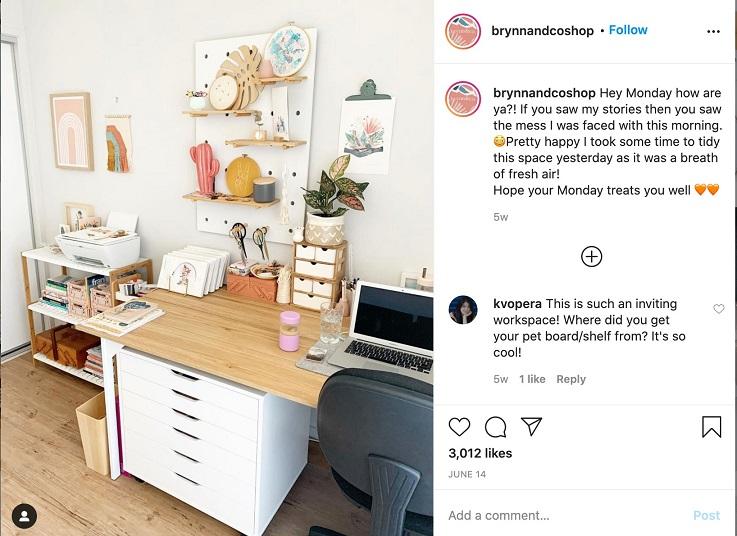 brynnandcoshop • Follow
brynnandcoshop Hey Monday how are
ya?! If you saw my stories then you saw
the mess I was faced with this morning.
😳Pretty happy I took some time to tidy
this space yesterday as it was a breath
of fresh air!
Hope your Monday treats you well 🧡🧡
5w
kvopera This is such an inviting
workspace! Where did you get
your pet board/shelf from? It's so
cool!
5w 1 like Reply
3,012 likes
JUNE 14
Add a comment... Post